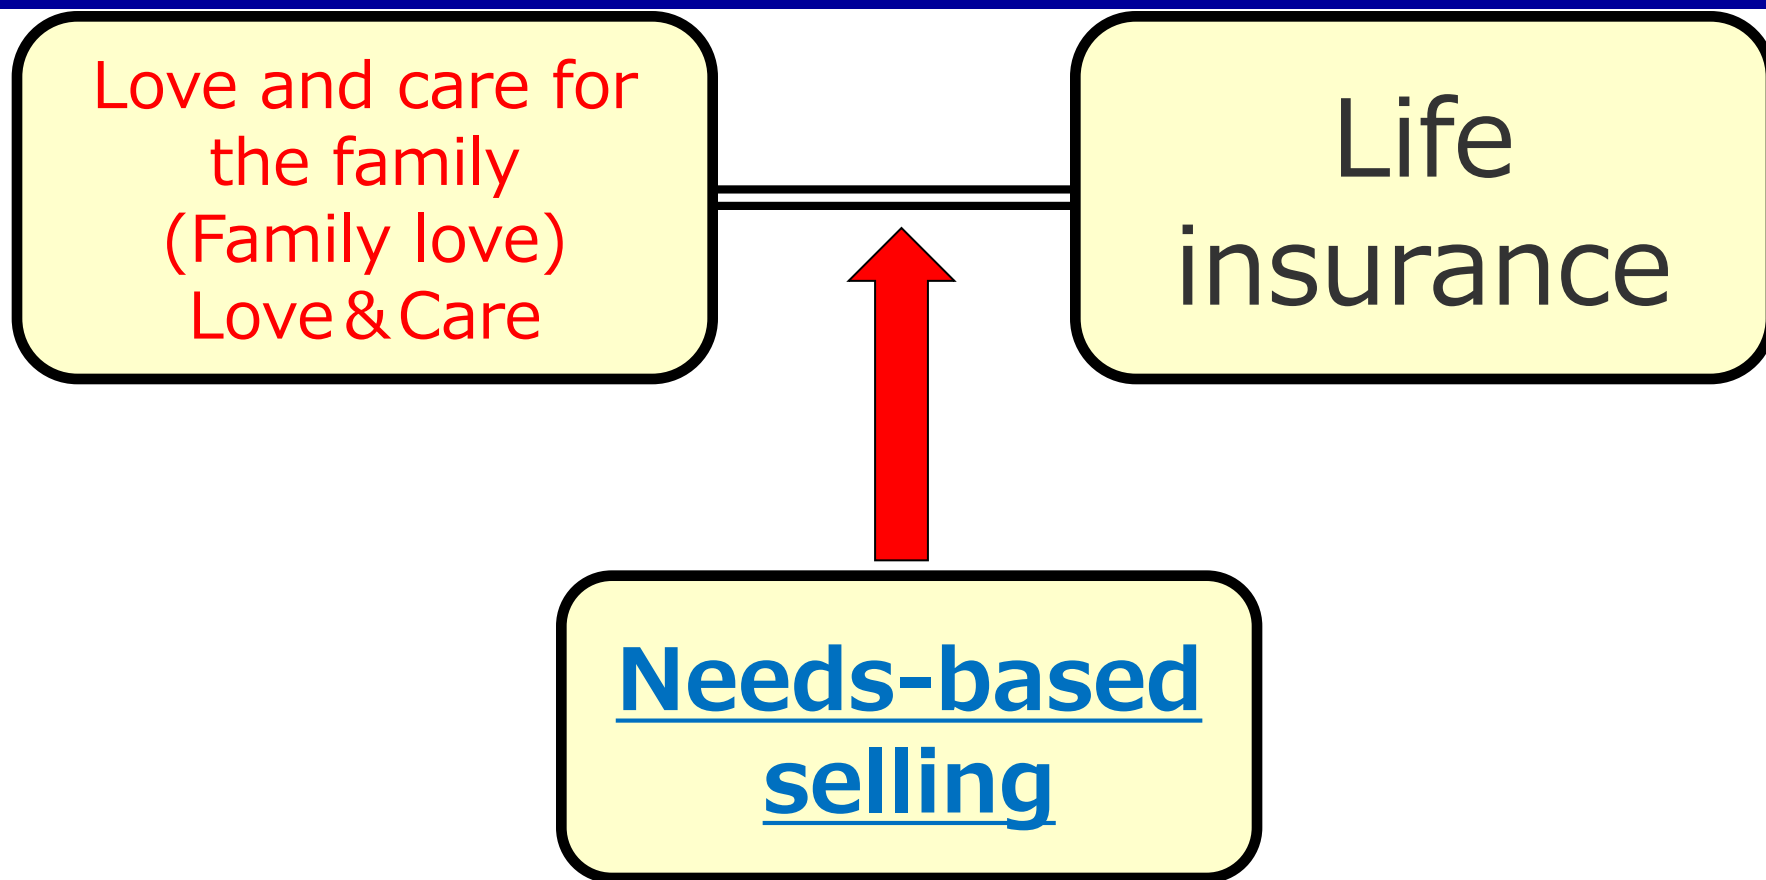 Love and care for
the family
(Family love)
Love＆Care
Life
insurance
Needs-based
selling